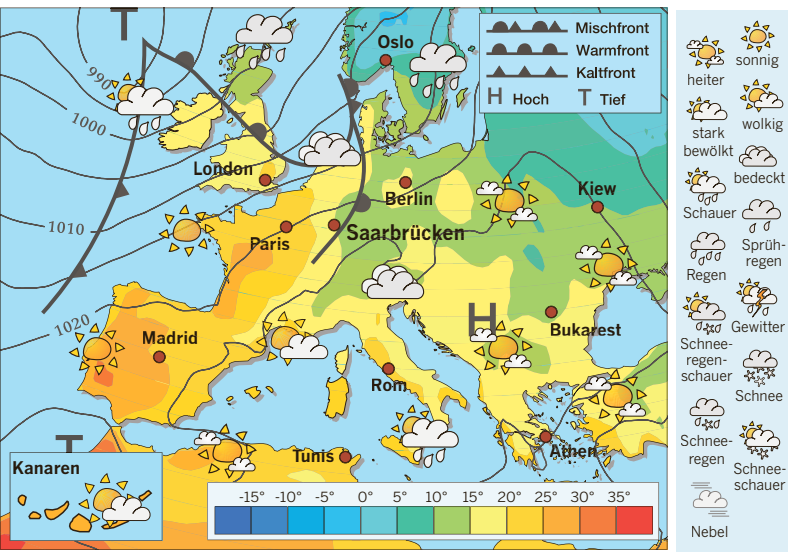 T
990
1000
1010
1020
Oslo
London
Berlin
Kiew
Paris
Saarbrücken
Madrid
H
Bukarest
Rom
T
Tunis
Athen
Kanaren
Mischfront
Warmfront
Kaltfront
H Hoch T Tief
-15° -10° -5° 0° 5° 10° 15° 20° 25° 30° 35°
heiter
sonnig
stark
bewölkt
wolkig
bedeckt
Schauer
Sprüh-
regen
Regen
Gewitter
Schnee-
regen-
schauer
Schnee
Schnee-
regen
Schnee-
schauer
Nebel